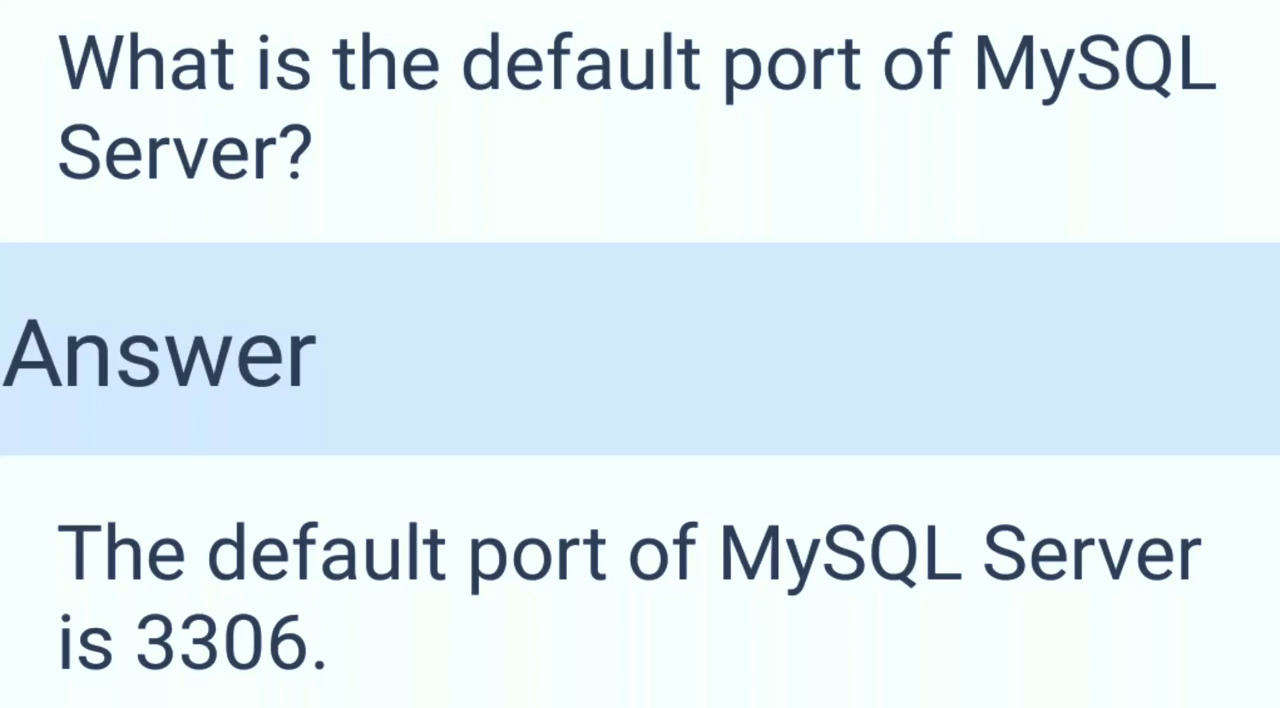 What is the default port of MySQL
Server?
Answer
The default port of MySQL Server
is 3306.